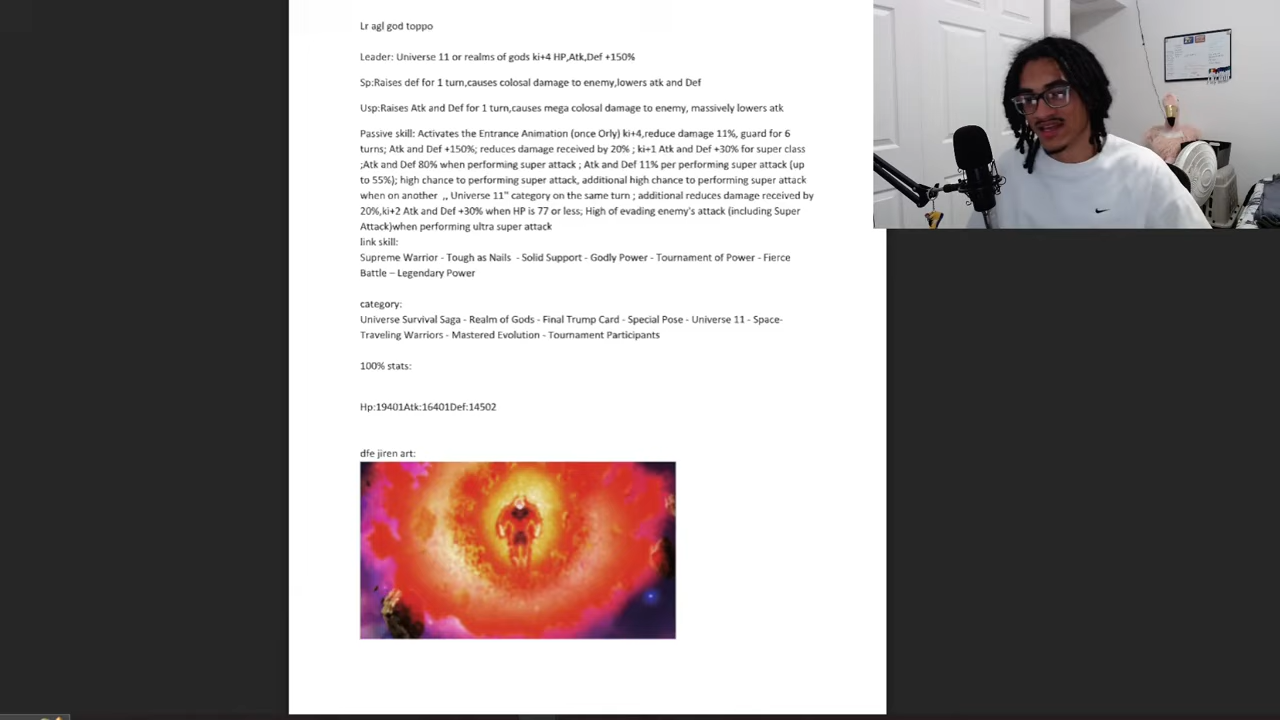 Lr agl god toppo
Leader: Universe 11 or realms of gods ki+4 HP,Atk,Def +150%
Sp:Raises def for 1 turn,causes colosal damage to enemy,lowers atk and Def
Usp:Raises Atk and Def for 1 turn,causes mega colosal damage to enemy, massively lowers atk
Passive skill: Activates the Entrance Animation (once Orly) ki+4,reduce damage 11%, guard for 6
turns; Atk and Def +150%; reduces damage received by 20% ; ki+1 Atk and Def +30% for super class
;Atk and Def 80% when performing super attack ; Atk and Def 11% per performing super attack (up
to 55%); high chance to performing super attack, additional high chance to performing super attack
when on another ,, Universe 11" category on the same turn ; additional reduces damage received by
20%,ki+2 Atk and Def +30% when HP is 77 or less; High of evading enemy's attack (including Super
Attack)when performing ultra super attack
link skill:
Supreme Warrior - Tough as Nails - Solid Support - Godly Power - Tournament of Power - Fierce
Battle – Legendary Power
category:
Universe Survival Saga - Realm of Gods - Final Trump Card - Special Pose - Universe 11 - Space-
Traveling Warriors - Mastered Evolution - Tournament Participants
100% stats:
Hp:19401Atk:16401Def:14502
dfe jiren art: